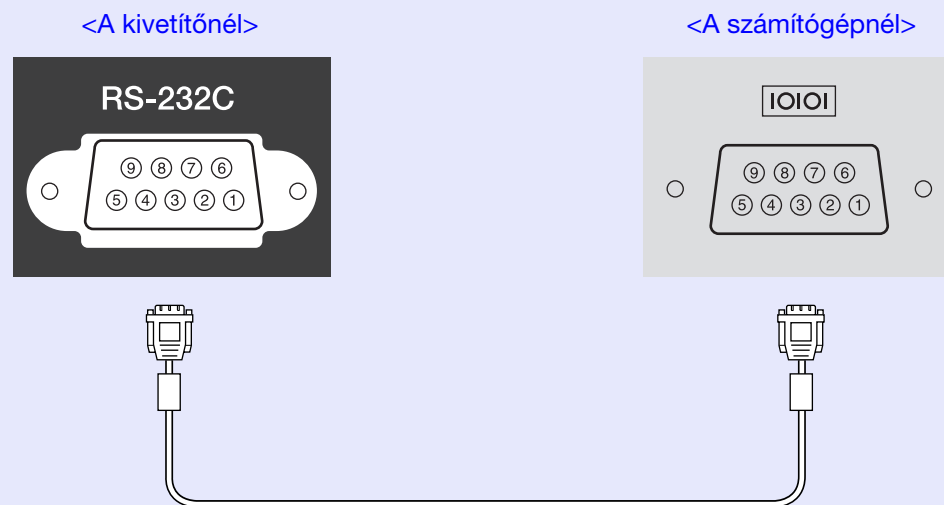 <A kivetítőnél>
<A számítógépnél>
RS-232C
IOIOI
9 8 7 6
5 4 3 2 1
9 8 7 6
5 4 3 2 1